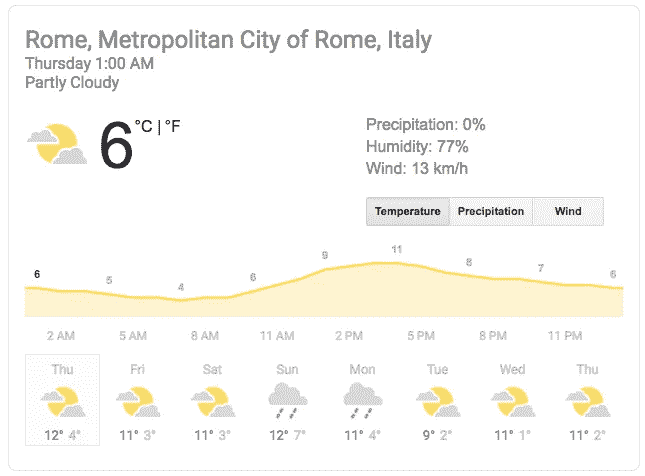 Rome, Metropolitan City of Rome, Italy
Thursday 1:00 AM
Partly Cloudy
6 °C | °F
Precipitation: 0%
Humidity: 77%
Wind: 13 km/h
Temperature Precipitation Wind
6 5 4 6 9 11 8 7 6
2 AM 5 AM 8 AM 11 AM 2 PM 5 PM 8 PM 11 PM
Thu Fri Sat Sun Mon Tue Wed Thu
12° 4° 11° 3° 11° 3° 12° 7° 11° 4° 9° 2° 11° 1° 11° 2°